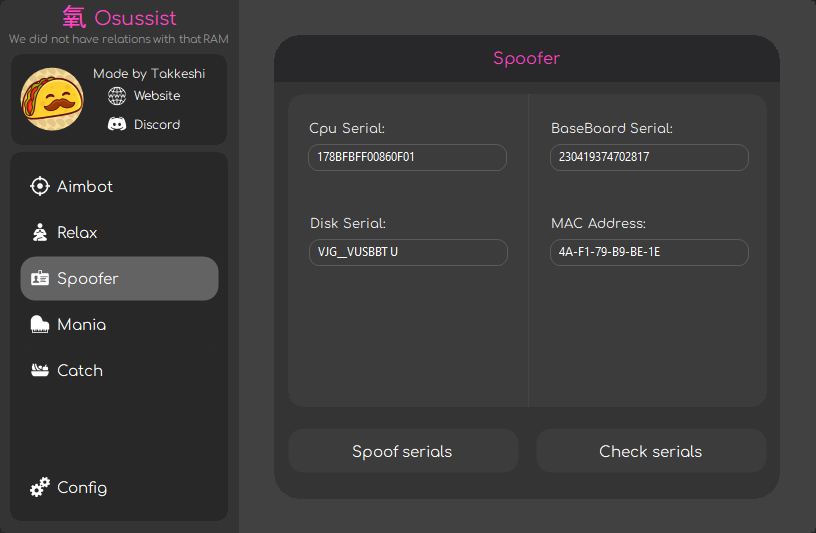 氧 Osussist
We did not have relations with that RAM
Made by Takkeshi
Website
Discord
Aimbot
Relax
Spoofer
Mania
Catch
Config
Spoofer
Cpu Serial:
178BFBFF00860F01
BaseBoard Serial:
230419374702817
Disk Serial:
VJG__VUSBBT U
MAC Address:
4A-F1-79-B9-BE-1E
Spoof serials
Check serials